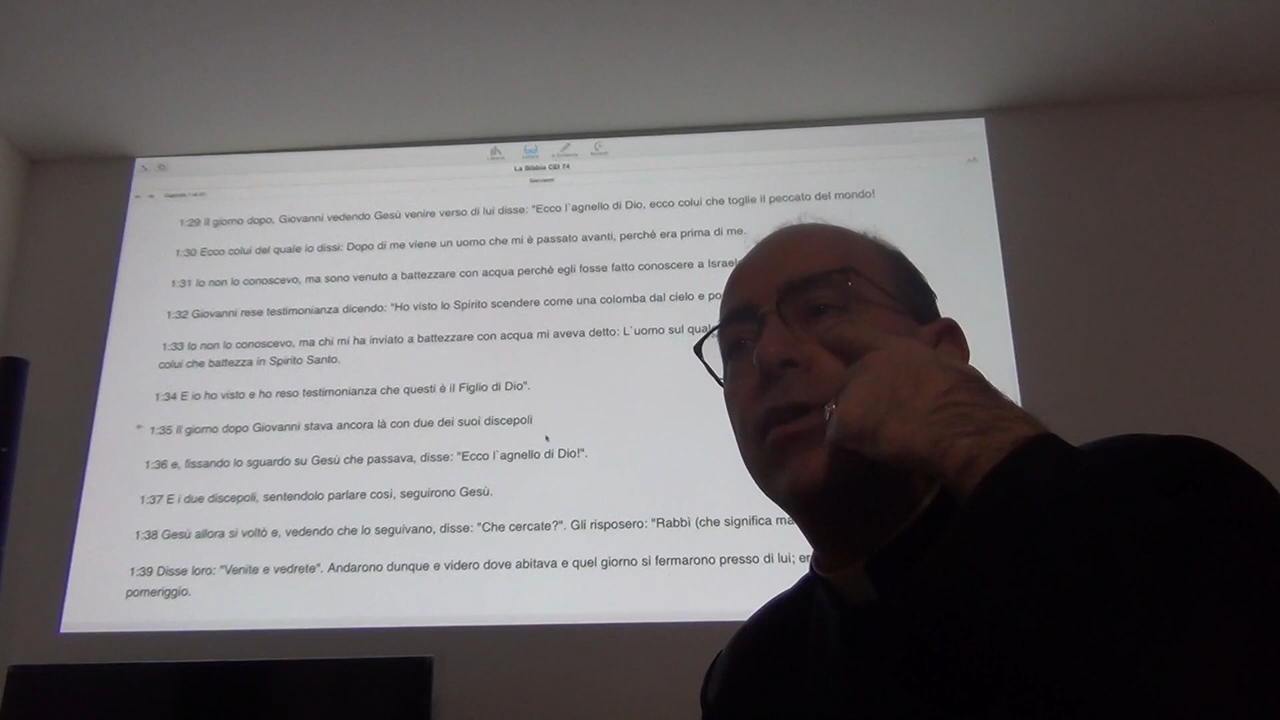 La Bibbia CEI 74
Giovanni
1:29 Il giorno dopo, Giovanni vedendo Gesù venire verso di lui disse: "Ecco l`agnello di Dio, ecco colui che toglie il peccato del mondo!
1:30 Ecco colui del quale io dissi: Dopo di me viene un uomo che mi è passato avanti, perchè era prima di me.
1:31 Io non lo conoscevo, ma sono venuto a battezzare con acqua perchè egli fosse fatto conoscere a Israel
1:32 Giovanni rese testimonianza dicendo: "Ho visto lo Spirito scendere come una colomba dal cielo e po
1:33 Io non lo conoscevo, ma chi mi ha inviato a battezzare con acqua mi aveva detto: L`uomo sul qual
colui che battezza in Spirito Santo.
1:34 E io ho visto e ho reso testimonianza che questi è il Figlio di Dio".
1:35 Il giorno dopo Giovanni stava ancora là con due dei suoi discepoli
1:36 e, fissando lo sguardo su Gesù che passava, disse: "Ecco l`agnello di Dio!".
1:37 E i due discepoli, sentendolo parlare così, seguirono Gesù.
1:38 Gesù allora si voltò e, vedendo che lo seguivano, disse: "Che cercate?". Gli risposero: "Rabbì (che significa ma
1:39 Disse loro: "Venite e vedrete". Andarono dunque e videro dove abitava e quel giorno si fermarono presso di lui; er
pomeriggio.